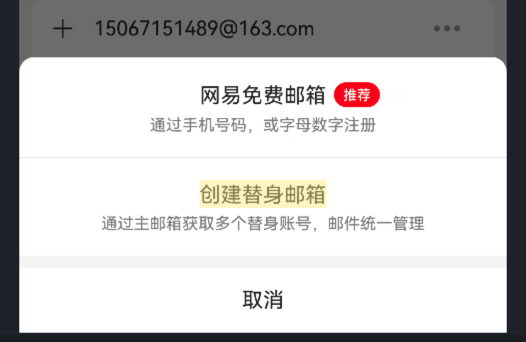 15067151489@163.com
网易免费邮箱 推荐
通过手机号码，或字母数字注册
创建替身邮箱
通过主邮箱获取多个替身账号，邮件统一管理
取消